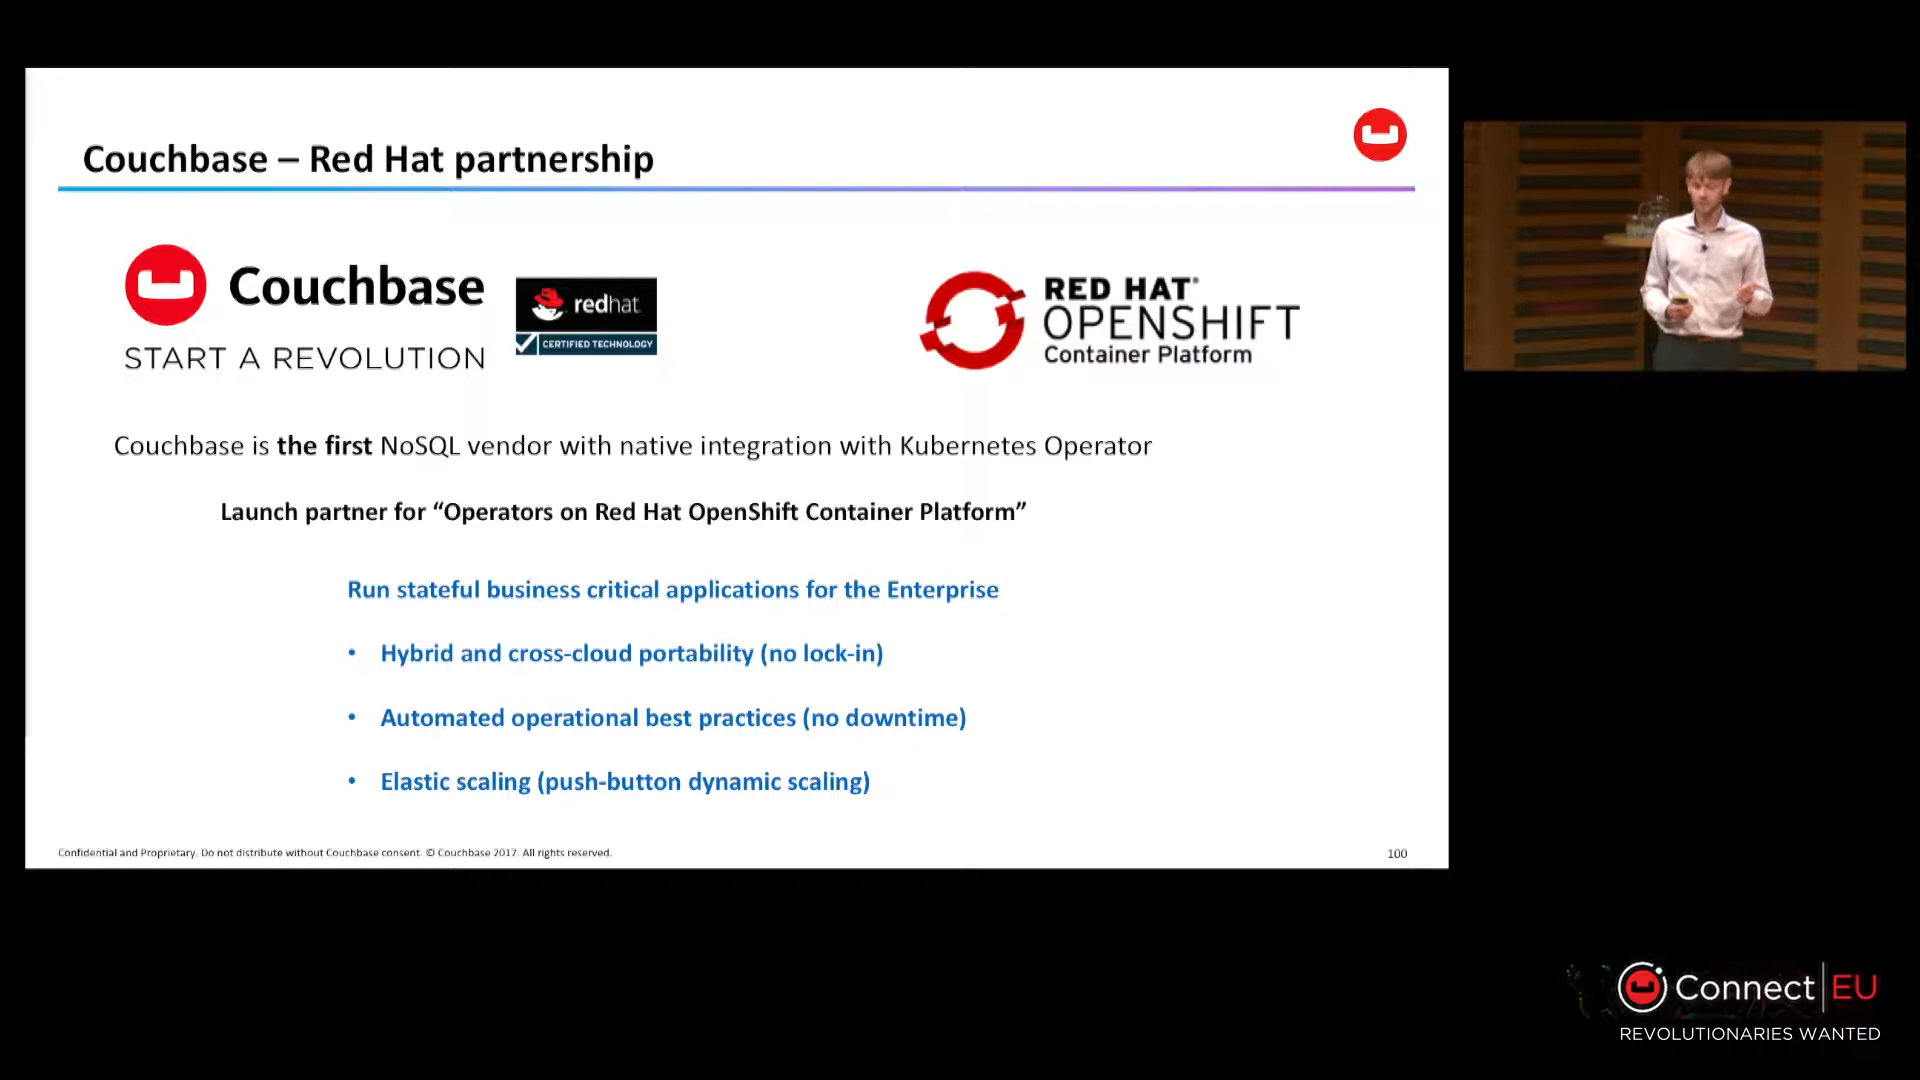 Couchbase – Red Hat partnership
Couchbase
START A REVOLUTION
redhat
CERTIFIED TECHNOLOGY
RED HAT®
OPENSHIFT
Container Platform
Couchbase is the first NoSQL vendor with native integration with Kubernetes Operator
Launch partner for “Operators on Red Hat OpenShift Container Platform”
Run stateful business critical applications for the Enterprise
• Hybrid and cross-cloud portability (no lock-in)
• Automated operational best practices (no downtime)
• Elastic scaling (push-button dynamic scaling)
Confidential and Proprietary. Do not distribute without Couchbase consent. © Couchbase 2017. All rights reserved.
100
Connect EU
REVOLUTIONARIES WANTED